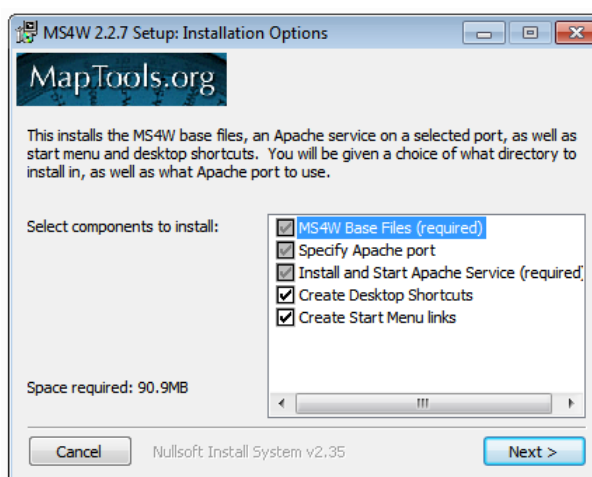 MS4W 2.2.7 Setup: Installation Options
MapTools.org
This installs the MS4W base files, an Apache service on a selected port, as well as
start menu and desktop shortcuts. You will be given a choice of what directory to
install in, as well as what Apache port to use.
Select components to install:
MS4W Base Files (required)
Specify Apache port
Install and Start Apache Service (required
Create Desktop Shortcuts
Create Start Menu links
Space required: 90.9MB
Cancel
Nullsoft Install System v2.35
Next >